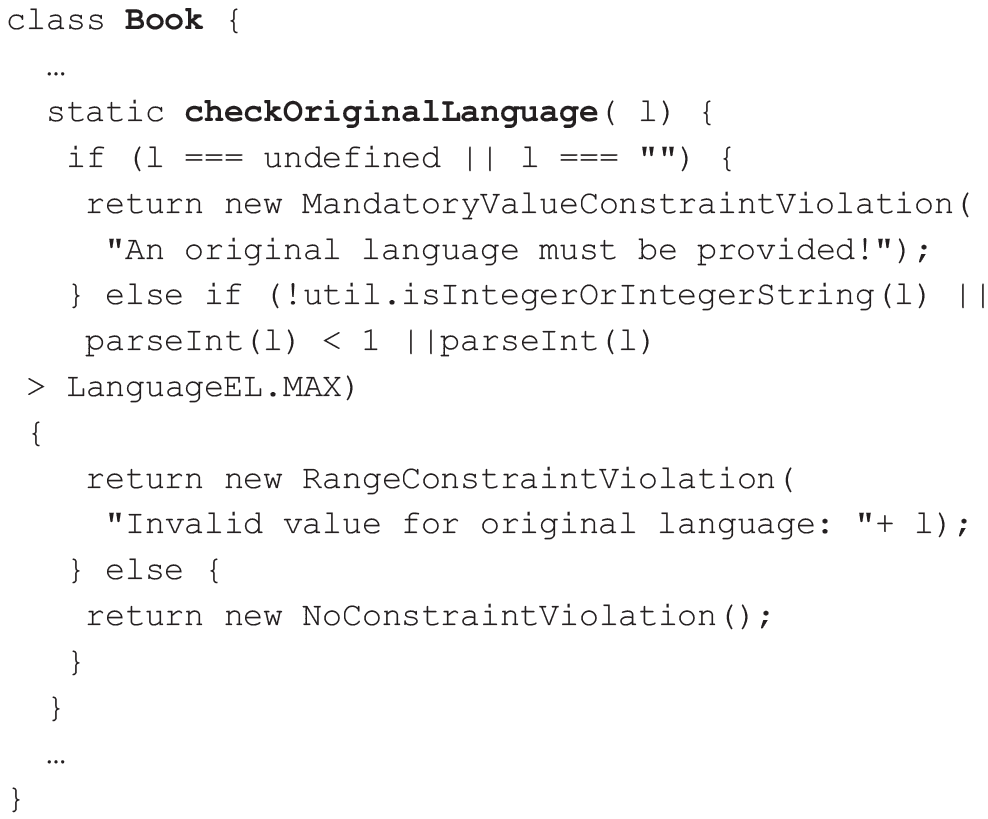 class Book {
…
static checkOriginalLanguage( l) {
if (l === undefined || l === "") {
return new MandatoryValueConstraintViolation(
"An original language must be provided!");
} else if (!util.isIntegerOrIntegerString(l) ||
parseInt(l) < 1 ||parseInt(l)
> LanguageEL.MAX)
{
return new RangeConstraintViolation(
"Invalid value for original language: "+ l);
} else {
return new NoConstraintViolation();
}
}
…
}